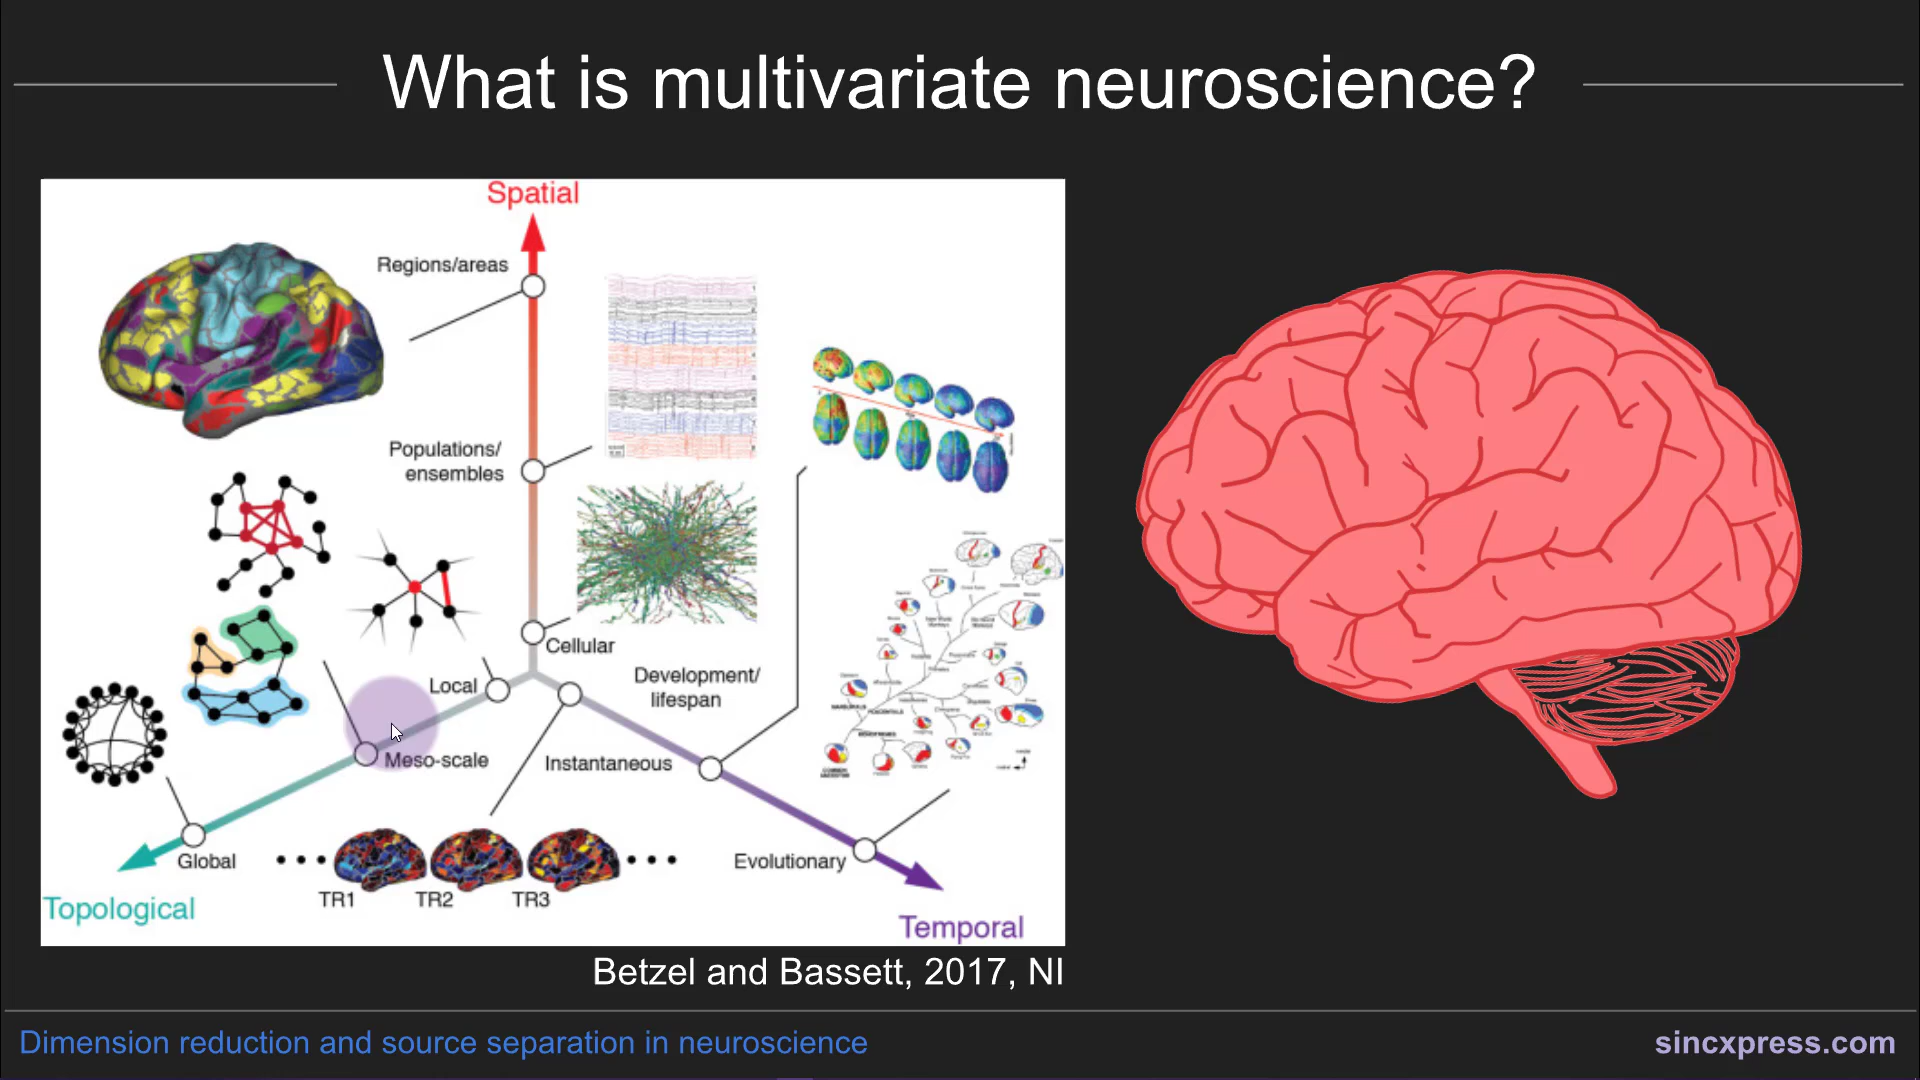 What is multivariate neuroscience?
Spatial
Regions/areas
Populations/
ensembles
Cellular
Local
Development/
lifespan
Meso-scale
Instantaneous
Global
Evolutionary
TR1
TR2
TR3
Topological
Temporal
Betzel and Bassett, 2017, NI
Dimension reduction and source separation in neuroscience
sincxpress.com